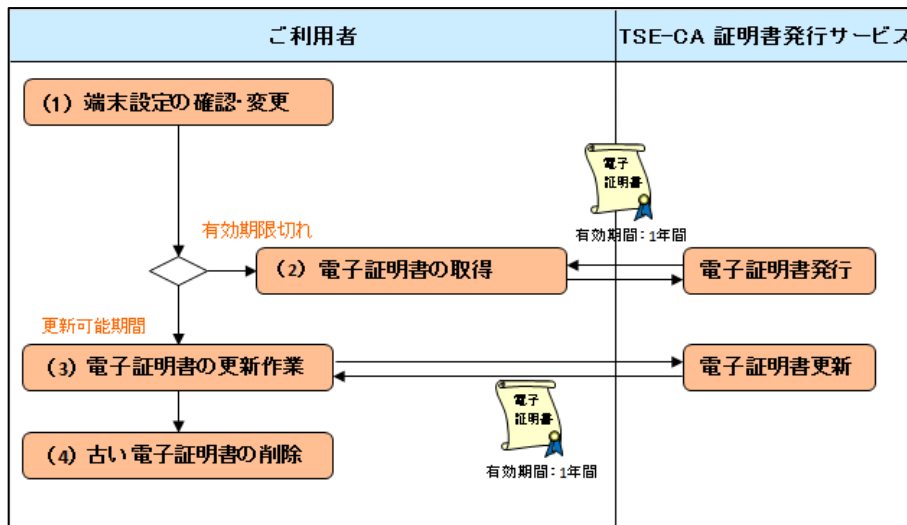 ご利用者
TSE-CA 証明書発行サービス
(1) 端末設定の確認・変更
電子
証明書
有効期間：1年間
有効期限切れ
(2) 電子証明書の取得
電子証明書発行
更新可能期間
(3) 電子証明書の更新作業
電子証明書更新
電子
証明書
有効期間：1年間
(4) 古い電子証明書の削除